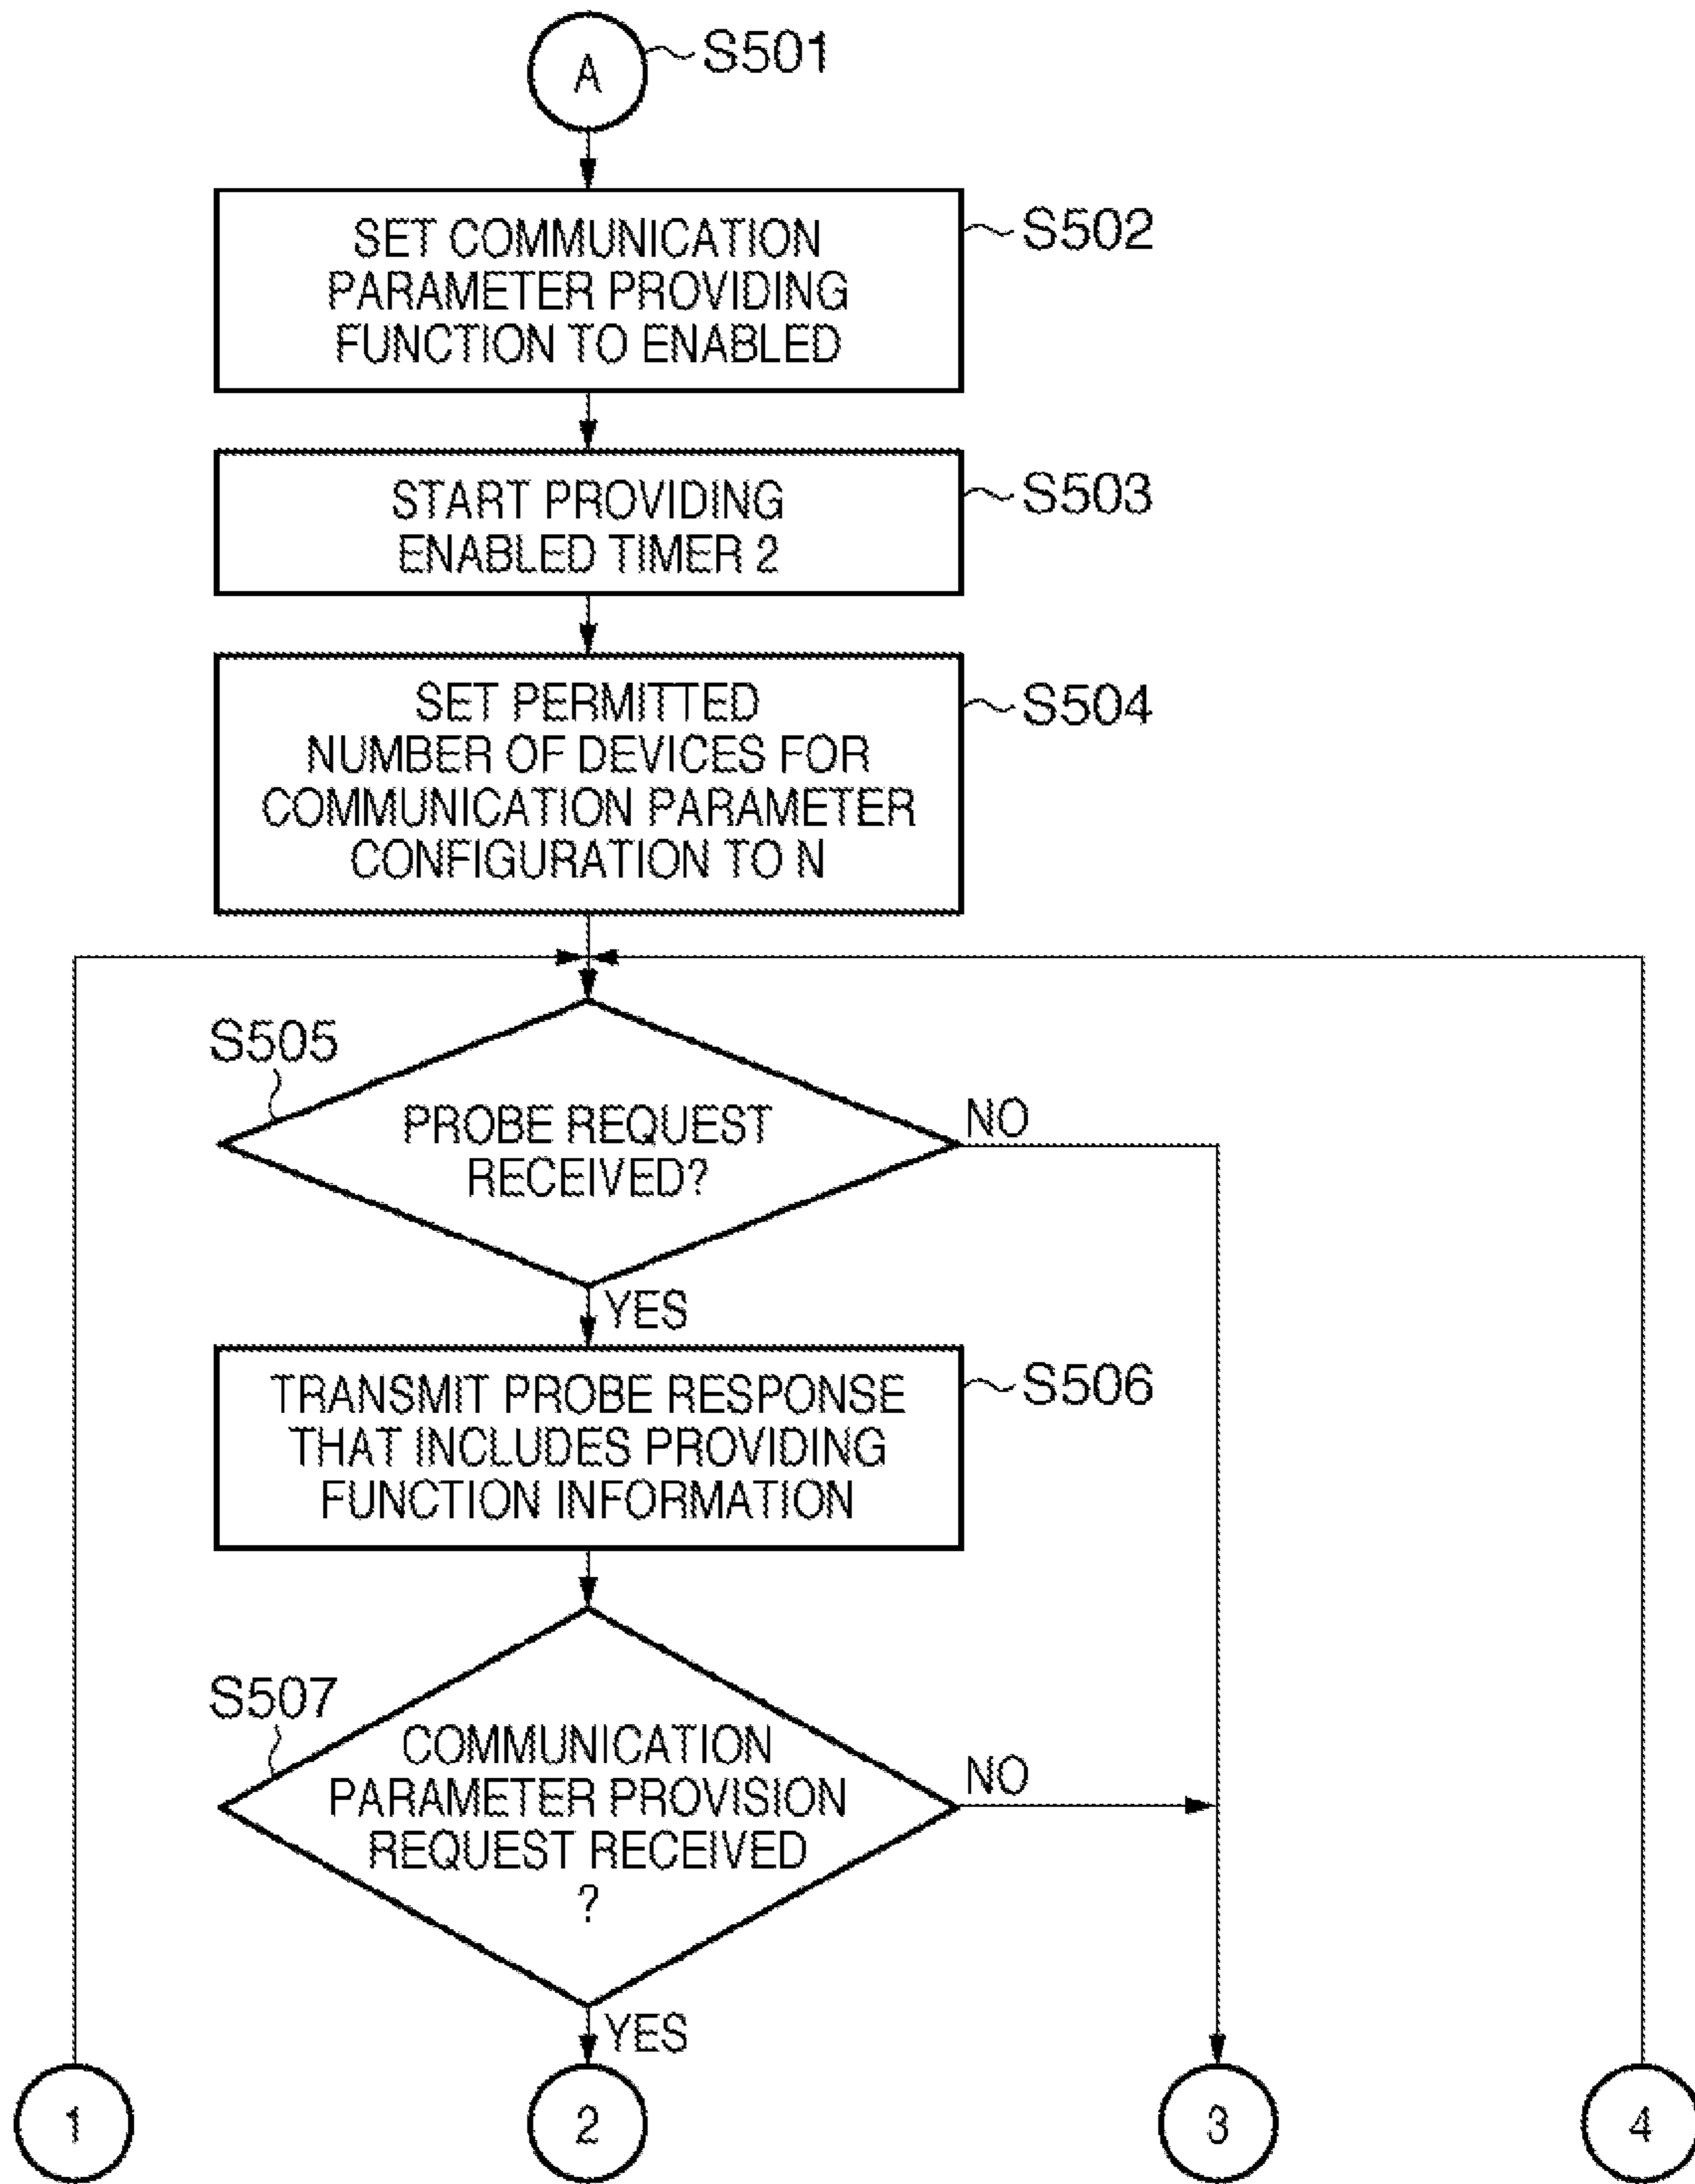 A
S501
SET COMMUNICATION
PARAMETER PROVIDING
FUNCTION TO ENABLED
S502
START PROVIDING
ENABLED TIMER 2
S503
SET PERMITTED
NUMBER OF DEVICES FOR
COMMUNICATION PARAMETER
CONFIGURATION TO N
S504
S505
PROBE REQUEST
RECEIVED?
NO
YES
TRANSMIT PROBE RESPONSE
THAT INCLUDES PROVIDING
FUNCTION INFORMATION
S506
S507
COMMUNICATION
PARAMETER PROVISION
REQUEST RECEIVED
?
NO
YES
1
2
3
4